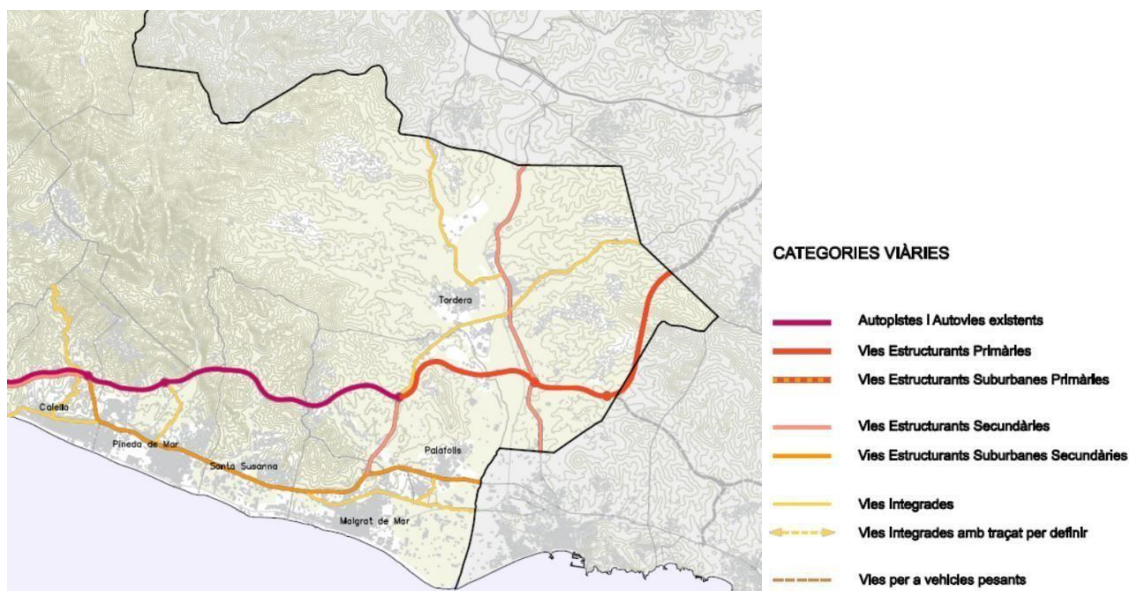 Tordera
Calella
Pineda de Mar
Santa Susanna
Palafolls
Malgrat de Mar
CATEGORIES VIÀRIES
Autopistes i Autovies existents
Vies Estructurants Primàries
Vies Estructurants Suburbanes Primàries
Vies Estructurants Secundàries
Vies Estructurants Suburbanes Secundàries
Vies Integrades
Vies Integrades amb traçat per definir
Vies per a vehicles pesants